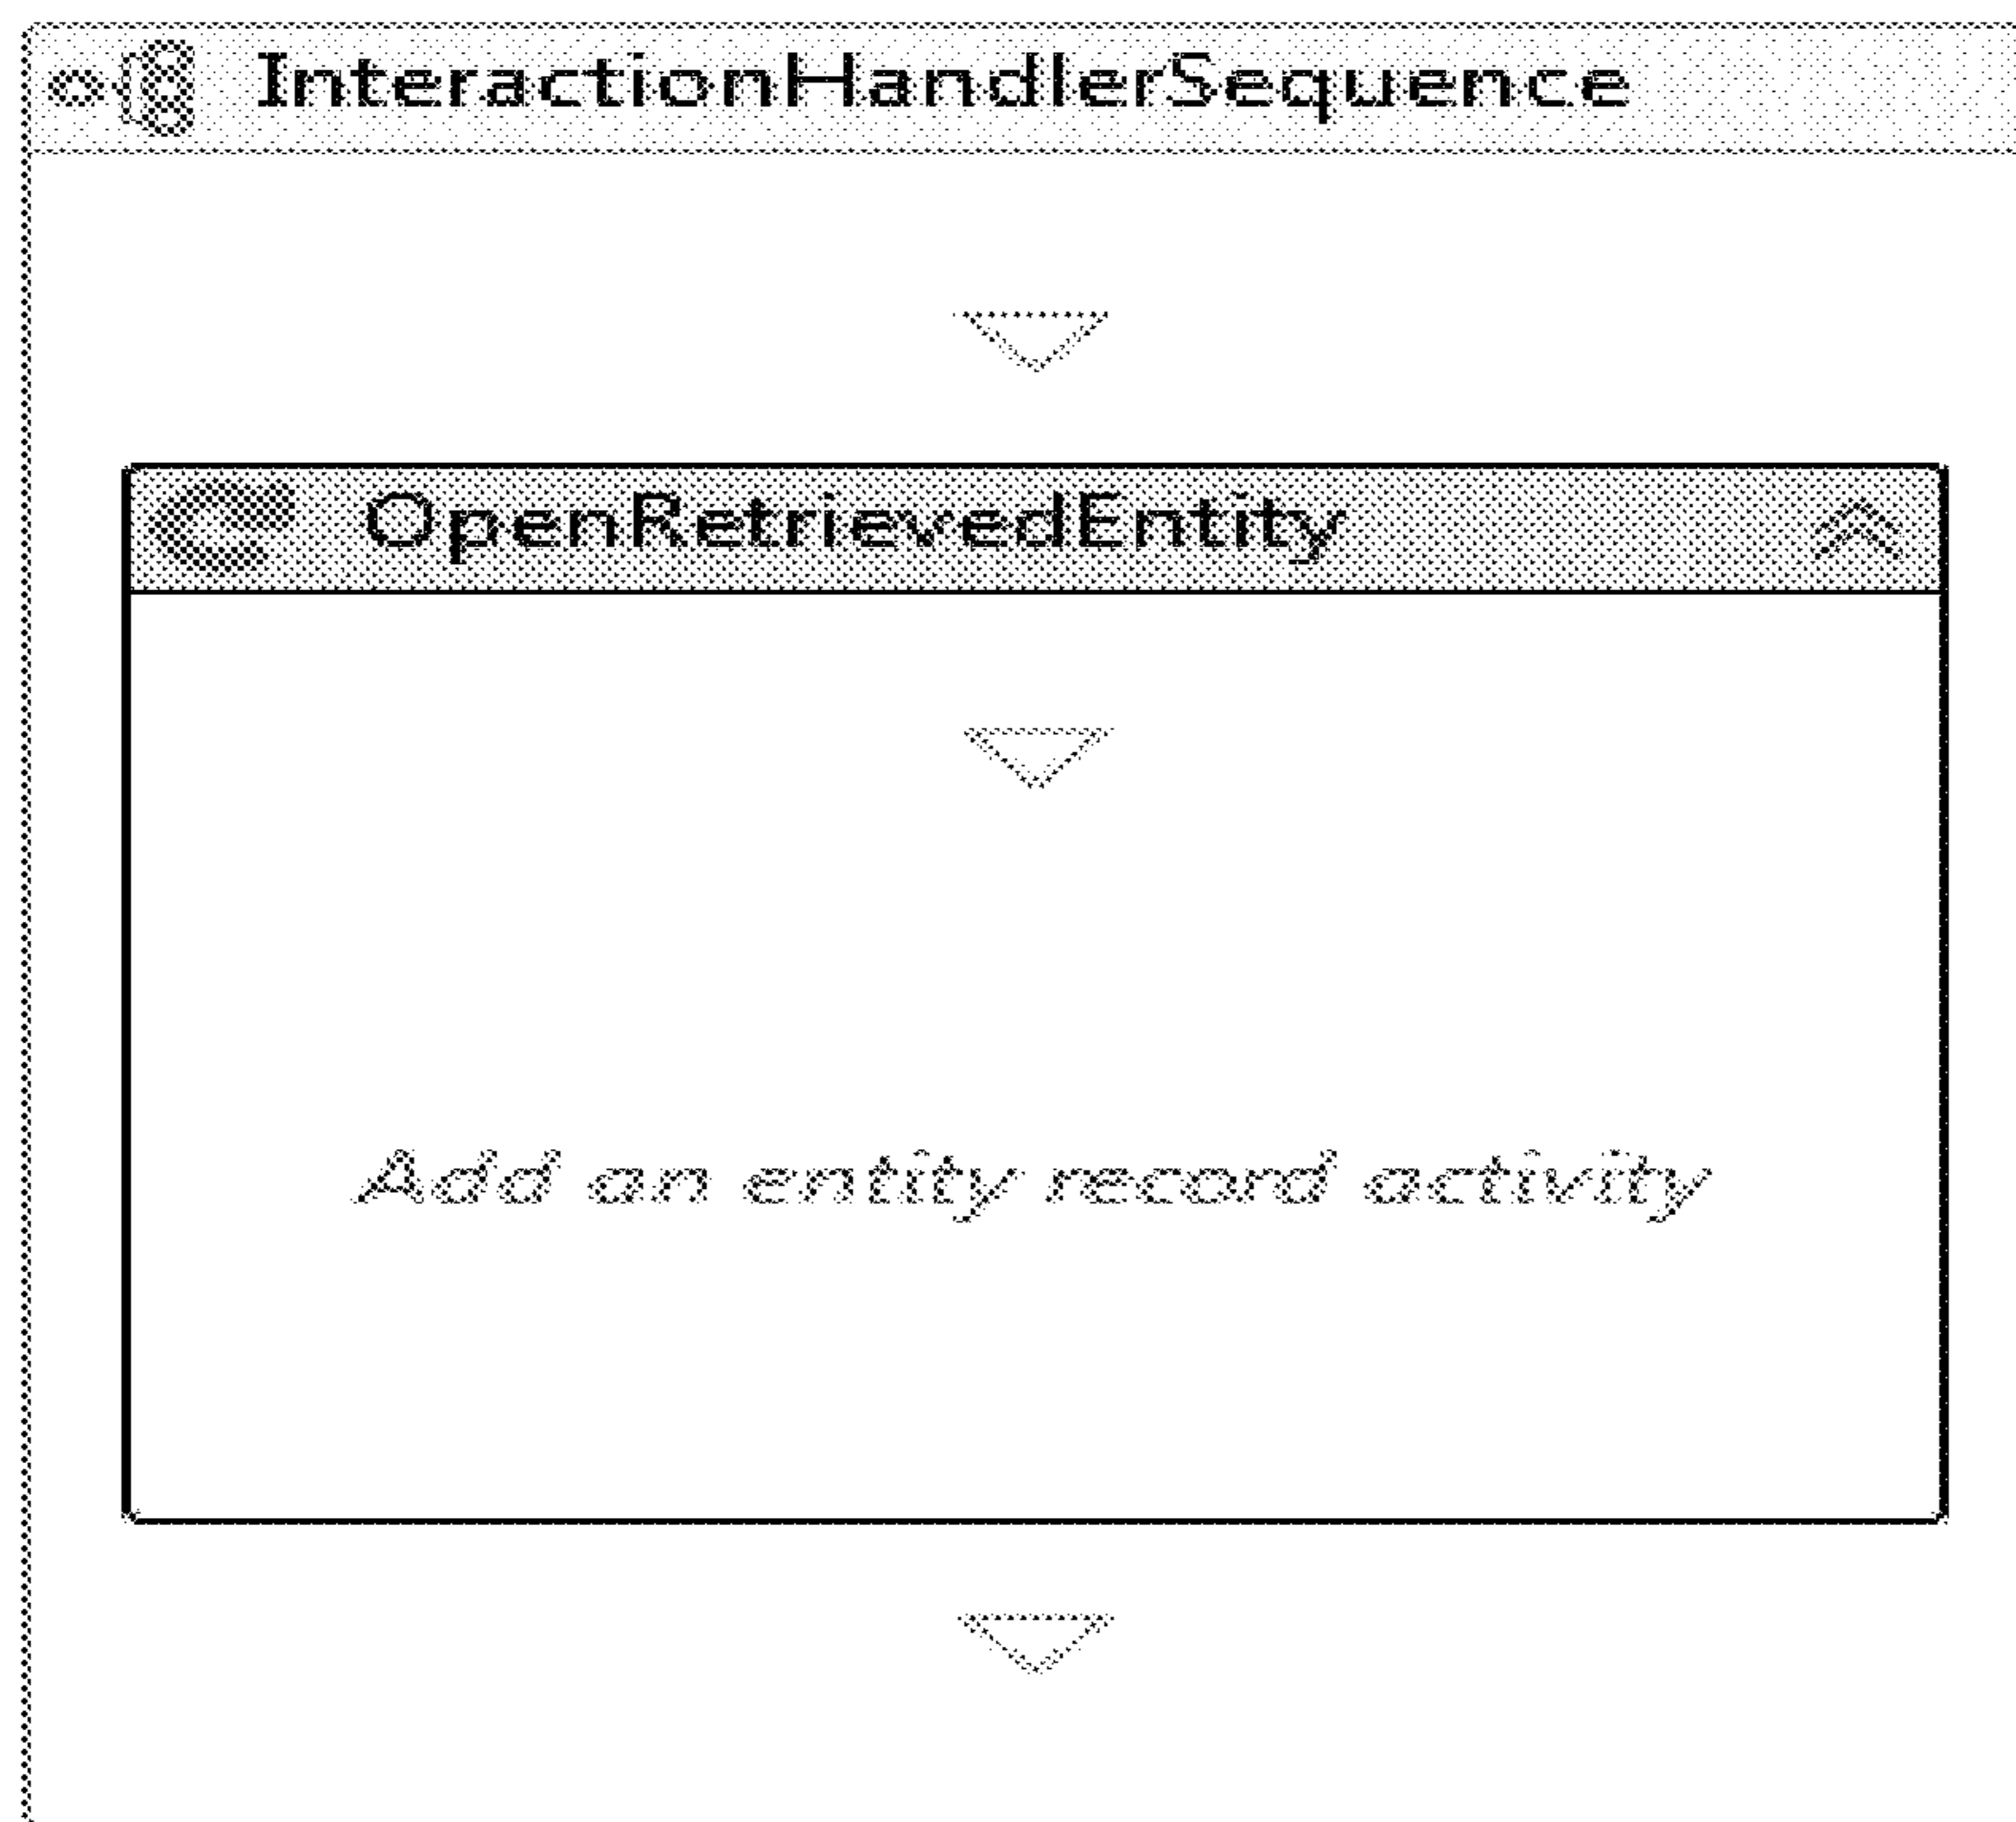 InteractionHandlerSequence
OpenRetrievedEntity
Add an entity record activity